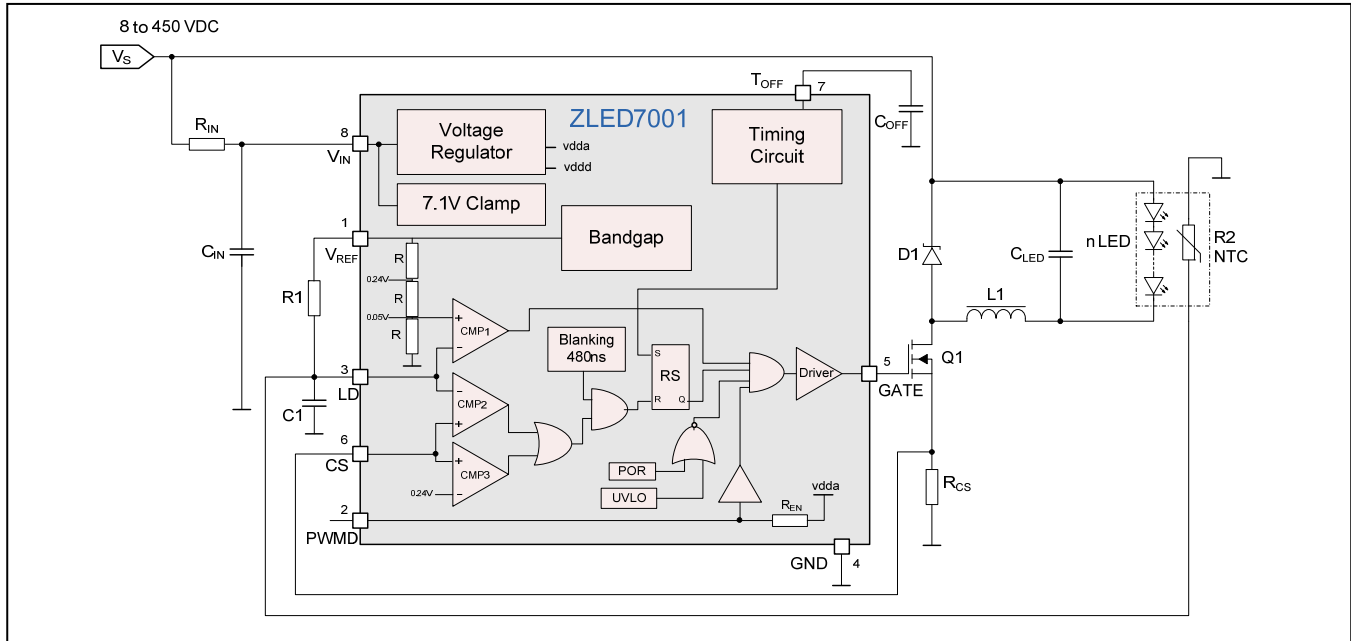 8 to 450 VDC
VS
TOFF
7
ZLED7001
COFF
RIN
8
VIN
Voltage
Regulator
vdda
vddd
Timing
Circuit
7.1V Clamp
1
VREF
Bandgap
CIN
R
0.24V
R
0.05V
R
R1
D1
CLED
n LED
R2
NTC
L1
+
CMP1
–
Blanking
480ns
S
RS
R
Q
Driver
5
GATE
Q1
3
LD
C1
–
CMP2
+
6
CS
+
CMP3
0.24V
–
POR
UVLO
vdda
REN
RCS
2
PWMD
GND
4